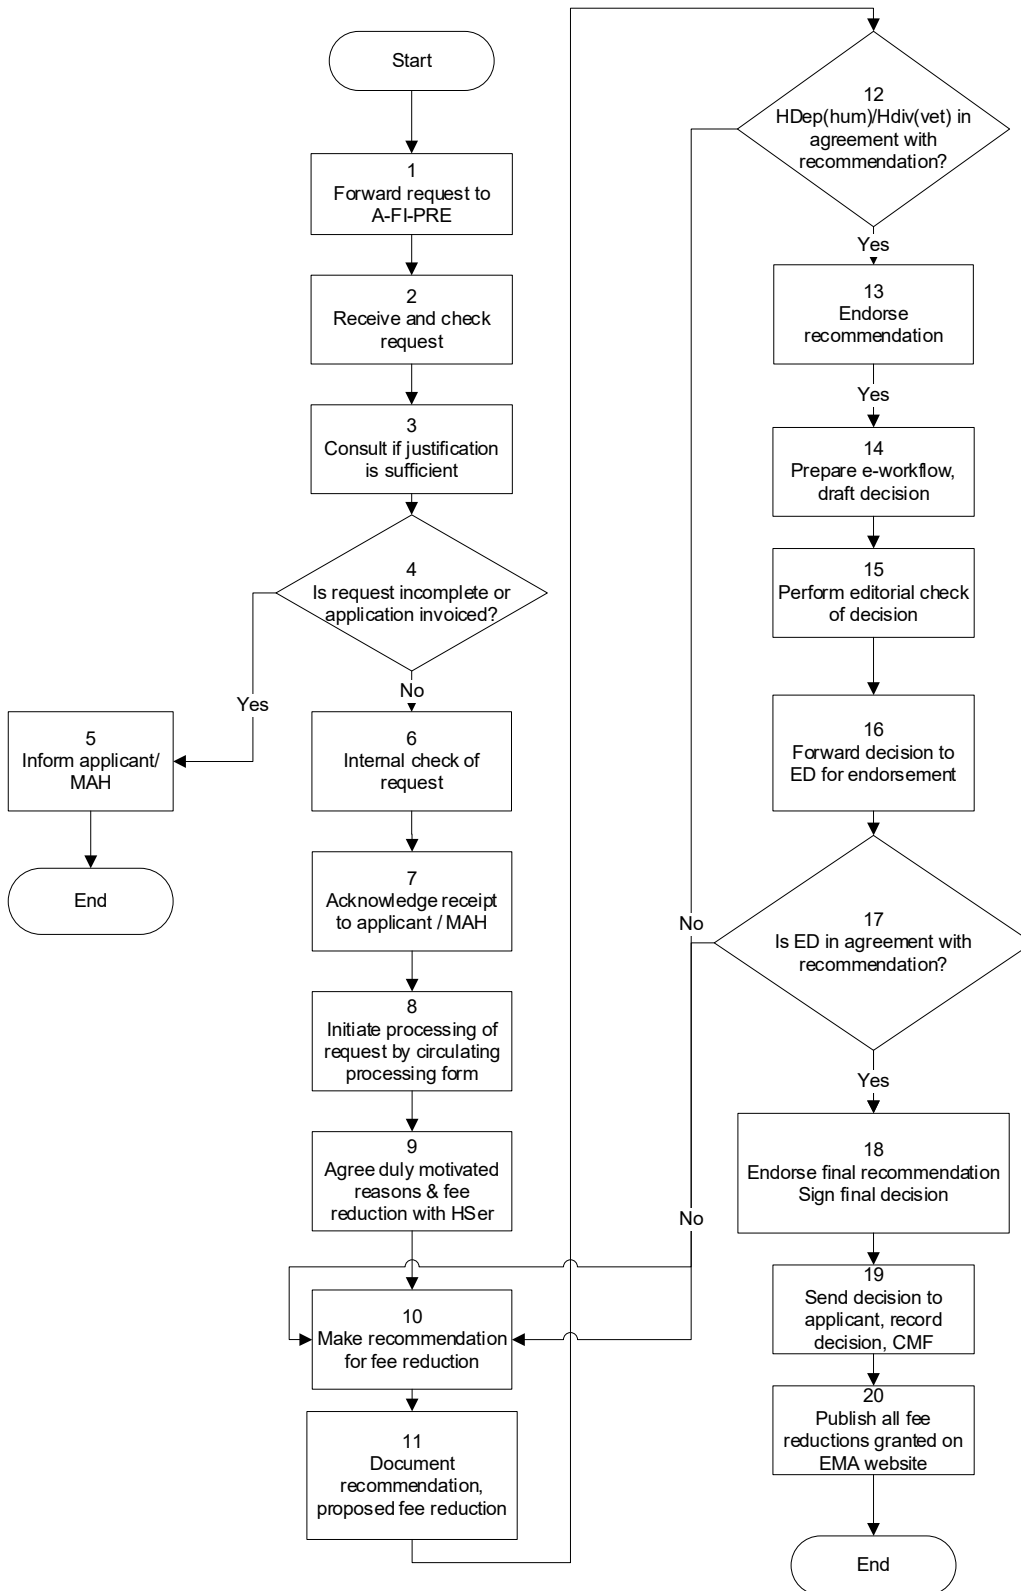 Start
1
Forward request to
A-FI-PRE
2
Receive and check
request
3
Consult if justification
is sufficient
4
Is request incomplete or
application invoiced?
Yes
No
5
Inform applicant/
MAH
End
6
Internal check of
request
7
Acknowledge receipt
to applicant / MAH
8
Initiate processing of
request by circulating
processing form
9
Agree duly motivated
reasons & fee
reduction with HSer
10
Make recommendation
for fee reduction
11
Document
recommendation,
proposed fee reduction
12
HDep(hum)/Hdiv(vet) in
agreement with
recommendation?
Yes
13
Endorse
recommendation
Yes
14
Prepare e-workflow,
draft decision
15
Perform editorial check
of decision
16
Forward decision to
ED for endorsement
No
17
Is ED in agreement with
recommendation?
Yes
No
18
Endorse final recommendation
Sign final decision
19
Send decision to
applicant, record
decision, CMF
20
Publish all fee
reductions granted on
EMA website
End